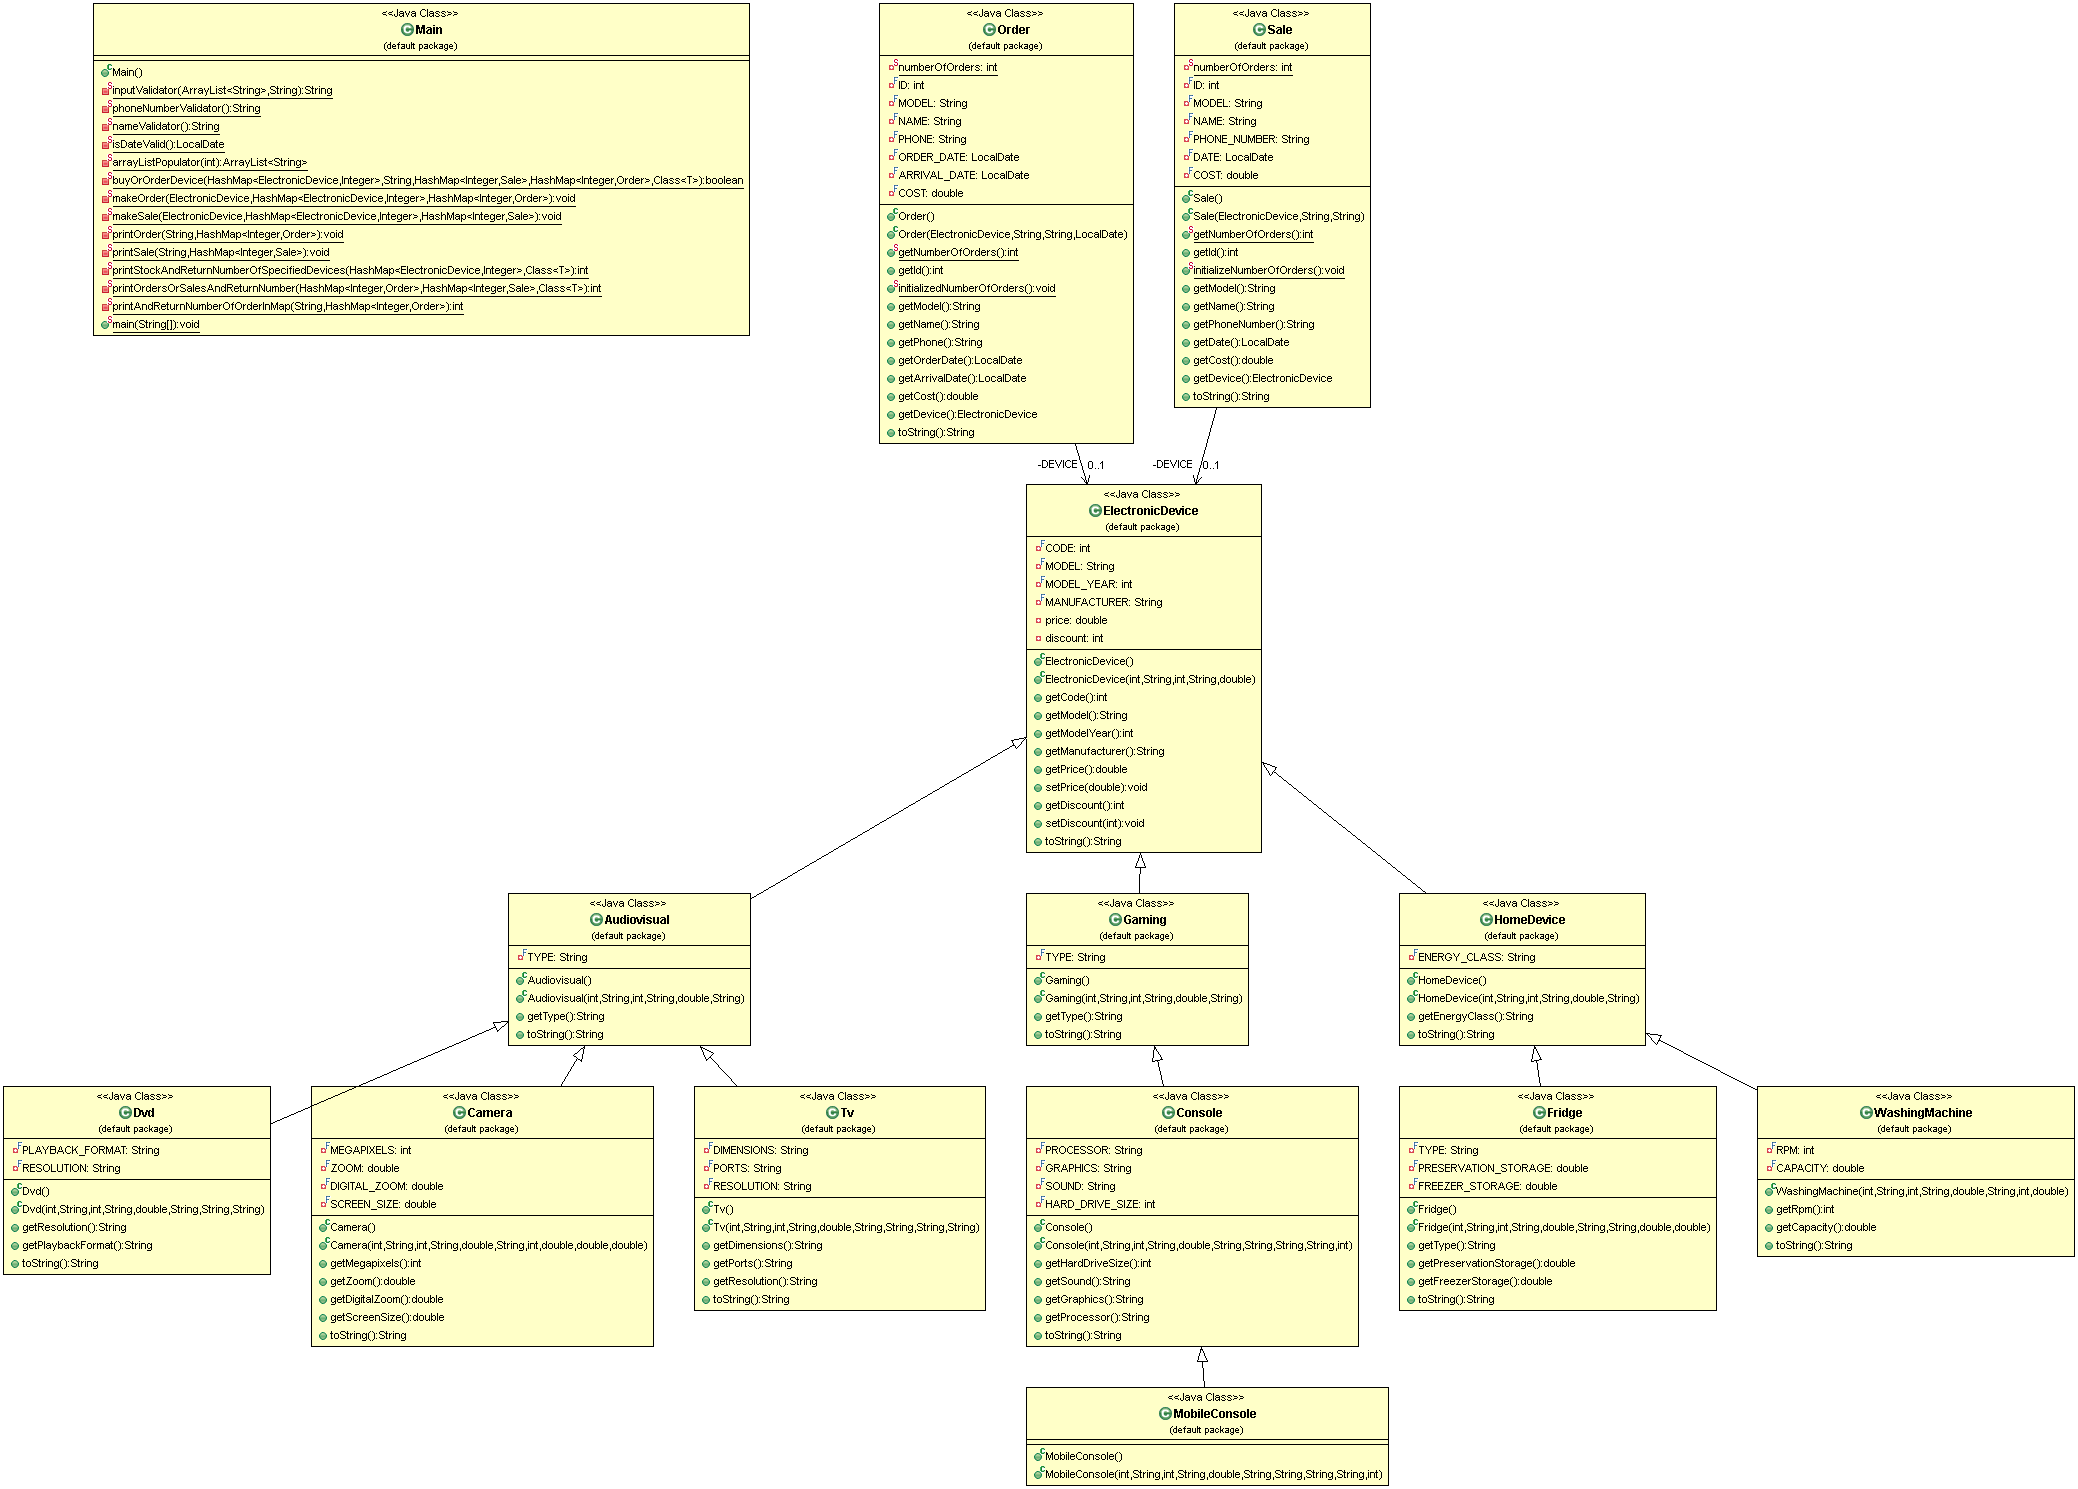 <<Java Class>>
Main
(default package)
Main()
inputValidator(ArrayList<String>,String):String
phoneNumberValidator():String
nameValidator():String
isDateValid():LocalDate
arrayListPopulator(int):ArrayList<String>
buyOrOrderDevice(HashMap<ElectronicDevice,Integer>,String,HashMap<Integer,Sale>,HashMap<Integer,Order>,Class<T>):boolean
makeOrder(ElectronicDevice,HashMap<ElectronicDevice,Integer>,HashMap<Integer,Order>):void
makeSale(ElectronicDevice,HashMap<ElectronicDevice,Integer>,HashMap<Integer,Sale>):void
printOrder(String,HashMap<Integer,Order>):void
printSale(String,HashMap<Integer,Sale>):void
printStockAndReturnNumberOfSpecifiedDevices(HashMap<ElectronicDevice,Integer>,Class<T>):int
printOrdersOrSalesAndReturnNumber(HashMap<Integer,Order>,HashMap<Integer,Sale>,Class<T>):int
printAndReturnNumberOfOrderInMap(String,HashMap<Integer,Order>):int
main(String[]):void
<<Java Class>>
Order
(default package)
numberOfOrders: int
ID: int
MODEL: String
NAME: String
PHONE: String
ORDER_DATE: LocalDate
ARRIVAL_DATE: LocalDate
COST: double
Order()
Order(ElectronicDevice,String,String,LocalDate)
getNumberOfOrders():int
getId():int
initializedNumberOfOrders():void
getModel():String
getName():String
getPhone():String
getOrderDate():LocalDate
getArrivalDate():LocalDate
getCost():double
getDevice():ElectronicDevice
toString():String
<<Java Class>>
Sale
(default package)
numberOfOrders: int
ID: int
MODEL: String
NAME: String
PHONE_NUMBER: String
DATE: LocalDate
COST: double
Sale()
Sale(ElectronicDevice,String,String)
getNumberOfOrders():int
getId():int
initializeNumberOfOrders():void
getModel():String
getName():String
getPhoneNumber():String
getDate():LocalDate
getCost():double
getDevice():ElectronicDevice
toString():String
-DEVICE 0..1
-DEVICE 0..1
<<Java Class>>
ElectronicDevice
(default package)
CODE: int
MODEL: String
MODEL_YEAR: int
MANUFACTURER: String
price: double
discount: int
ElectronicDevice()
ElectronicDevice(int,String,int,String,double)
getCode():int
getModel():String
getModelYear():int
getManufacturer():String
getPrice():double
setPrice(double):void
getDiscount():int
setDiscount(int):void
toString():String
<<Java Class>>
Audiovisual
(default package)
TYPE: String
Audiovisual()
Audiovisual(int,String,int,String,double,String)
getType():String
toString():String
<<Java Class>>
Gaming
(default package)
TYPE: String
Gaming()
Gaming(int,String,int,String,double,String)
getType():String
toString():String
<<Java Class>>
HomeDevice
(default package)
ENERGY_CLASS: String
HomeDevice()
HomeDevice(int,String,int,String,double,String)
getEnergyClass():String
toString():String
<<Java Class>>
Dvd
(default package)
PLAYBACK_FORMAT: String
RESOLUTION: String
Dvd()
Dvd(int,String,int,String,double,String,String,String)
getResolution():String
getPlaybackFormat():String
toString():String
<<Java Class>>
Camera
(default package)
MEGAPIXELS: int
ZOOM: double
DIGITAL_ZOOM: double
SCREEN_SIZE: double
Camera()
Camera(int,String,int,String,double,String,int,double,double,double)
getMegapixels():int
getZoom():double
getDigitalZoom():double
getScreenSize():double
toString():String
<<Java Class>>
Tv
(default package)
DIMENSIONS: String
PORTS: String
RESOLUTION: String
Tv()
Tv(int,String,int,String,double,String,String,String,String)
getDimensions():String
getPorts():String
getResolution():String
toString():String
<<Java Class>>
Console
(default package)
PROCESSOR: String
GRAPHICS: String
SOUND: String
HARD_DRIVE_SIZE: int
Console()
Console(int,String,int,String,double,String,String,String,String,int)
getHardDriveSize():int
getSound():String
getGraphics():String
getProcessor():String
toString():String
<<Java Class>>
Fridge
(default package)
TYPE: String
PRESERVATION_STORAGE: double
FREEZER_STORAGE: double
Fridge()
Fridge(int,String,int,String,double,String,String,double,double)
getType():String
getPreservationStorage():double
getFreezerStorage():double
toString():String
<<Java Class>>
WashingMachine
(default package)
RPM: int
CAPACITY: double
WashingMachine(int,String,int,String,double,String,int,double)
getRpm():int
getCapacity():double
toString():String
<<Java Class>>
MobileConsole
(default package)
MobileConsole()
MobileConsole(int,String,int,String,double,String,String,String,String,int)